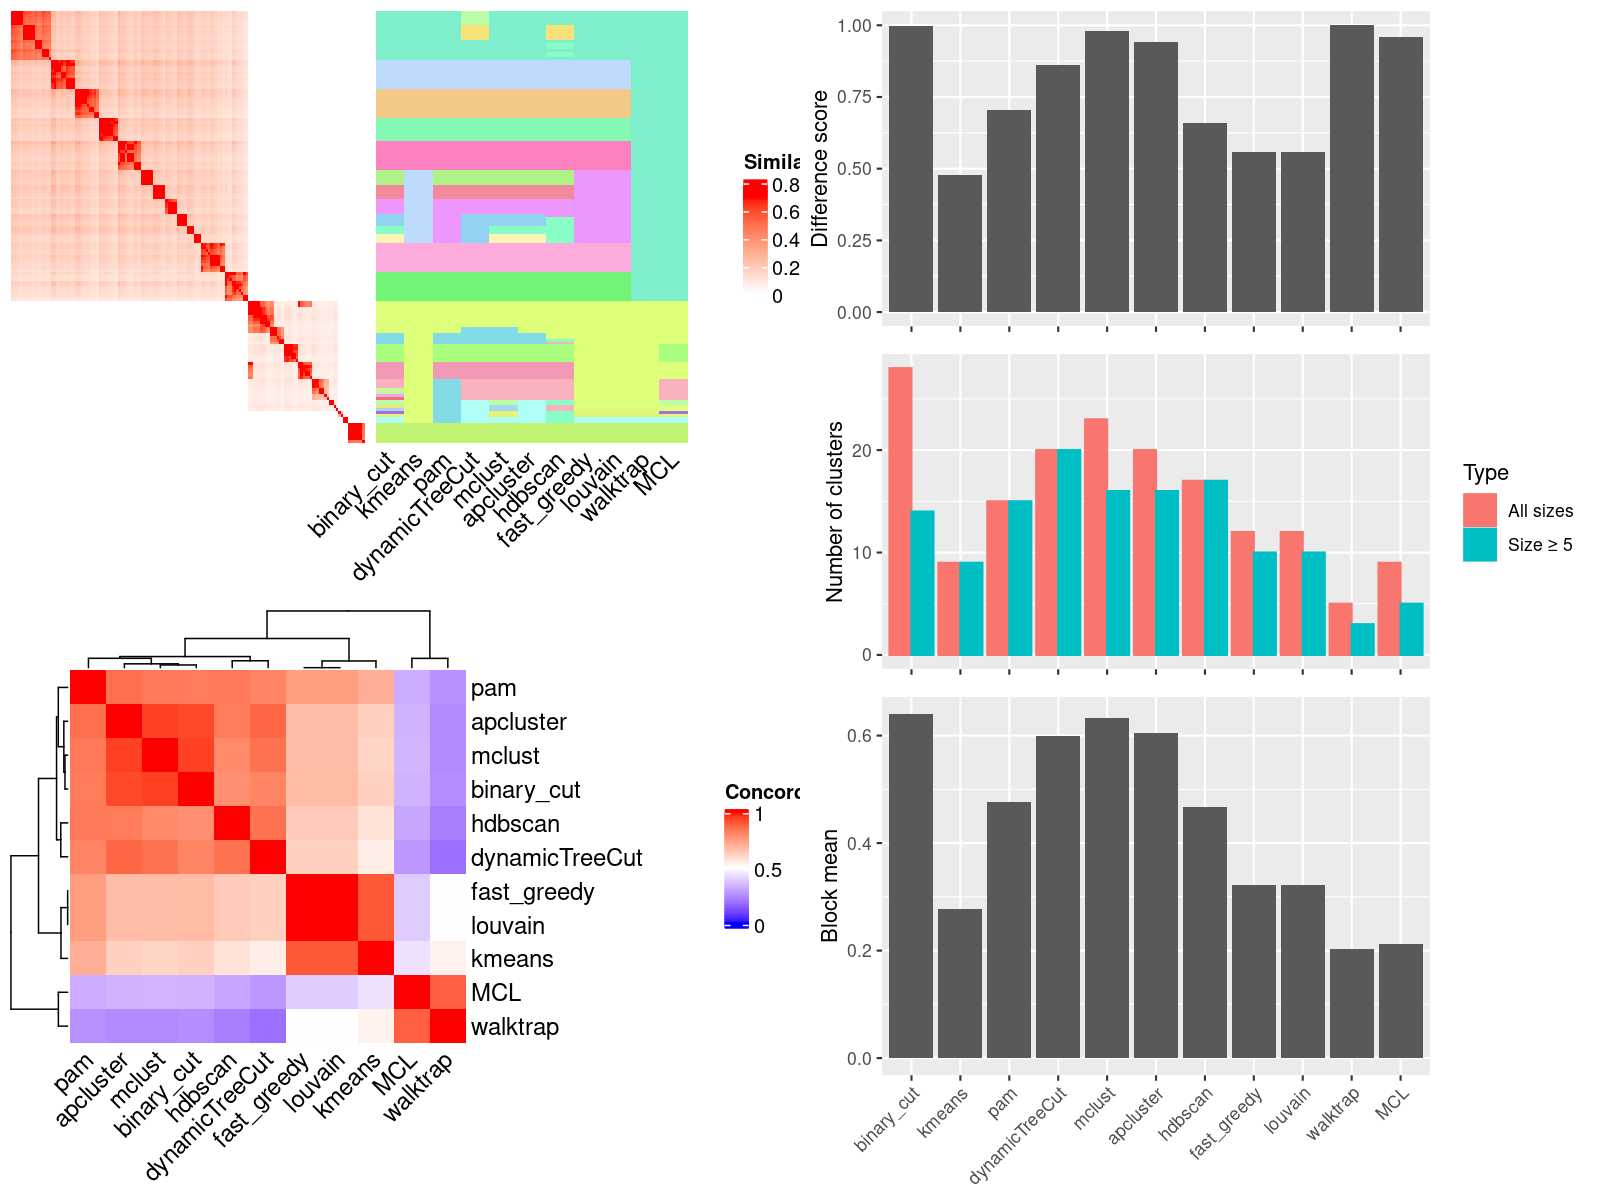 Simila
0.8
0.6
0.4
0.2
0
binary_cut
kmeans
pam
dynamicTreeCut
mclust
apcluster
hdbscan
fast_greedy
louvain
walktrap
MCL
Concord
1
0.5
0
pam
apcluster
mclust
binary_cut
hdbscan
dynamicTreeCut
fast_greedy
louvain
kmeans
MCL
walktrap
pam
apcluster
mclust
binary_cut
hdbscan
dynamicTreeCut
fast_greedy
louvain
kmeans
MCL
walktrap
Difference score
1.00
0.75
0.50
0.25
0.00
Number of clusters
20
10
0
Type
All sizes
Size ≥ 5
Block mean
0.6
0.4
0.2
0.0
binary_cut
kmeans
pam
dynamicTreeCut
mclust
apcluster
hdbscan
fast_greedy
louvain
walktrap
MCL